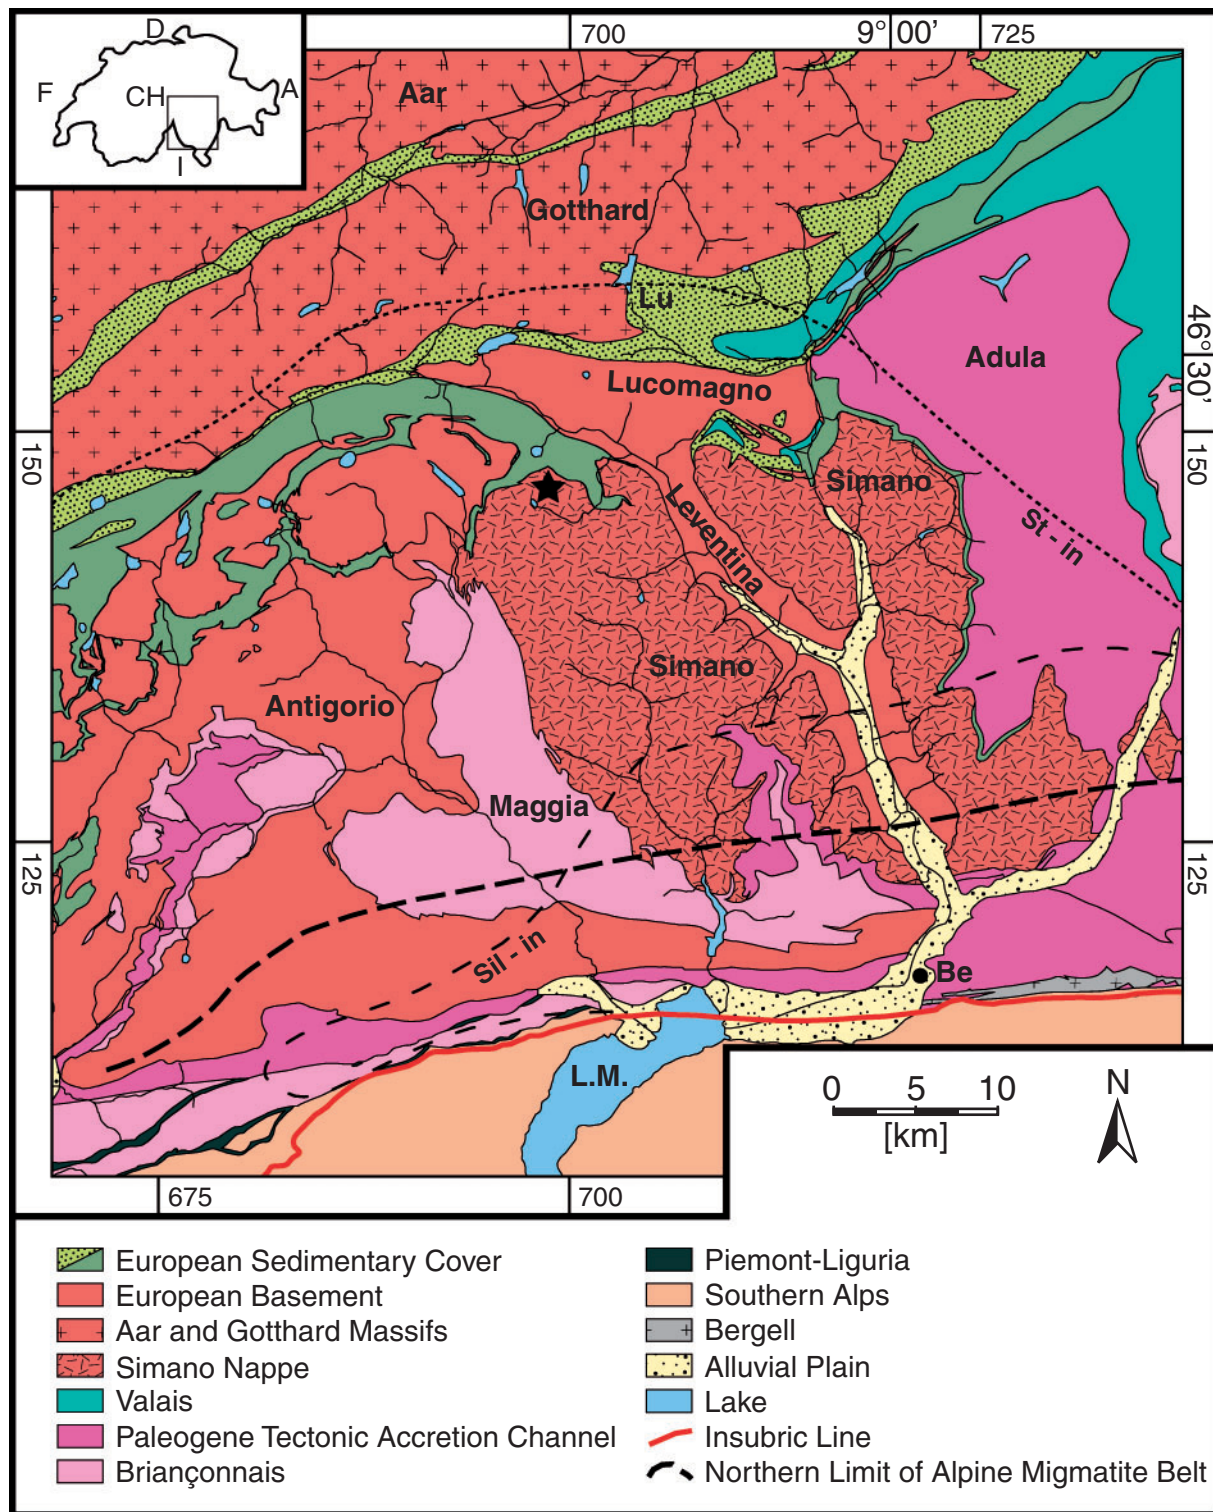 700
9°00’
725
D
F
CH
A
I
Aar
Gotthard
Lu
46°
30’
Adula
Lucomagno
150
150
Simano
Leventina
St - in
Simano
Antigorio
Maggia
125
125
Sil - in
Be
L.M.
0 5 10
[km]
N
675
700
European Sedimentary Cover
European Basement
Aar and Gotthard Massifs
Simano Nappe
Valais
Paleogene Tectonic Accretion Channel
Briançonnais
Piemont-Liguria
Southern Alps
Bergell
Alluvial Plain
Lake
Insubric Line
Northern Limit of Alpine Migmatite Belt